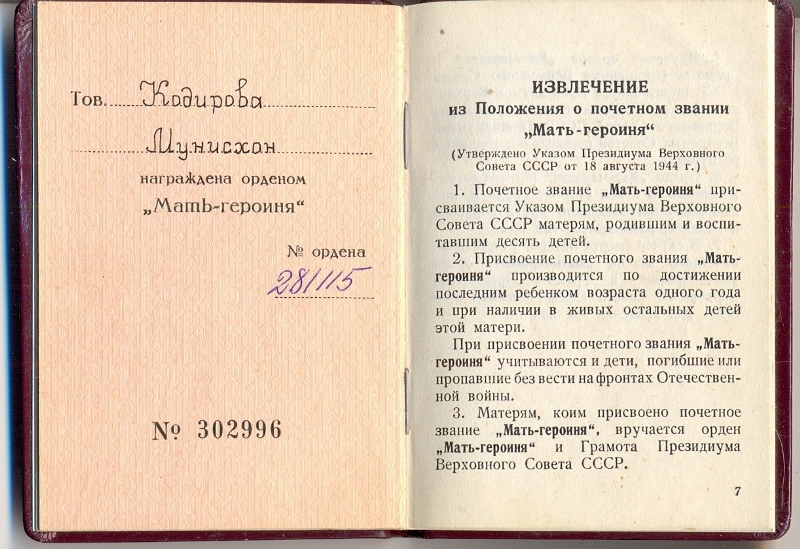 Тов. Кодирова
Мунисхон
награждена орденом
„Мать-героиня“
№ ордена
281115
№ 302996
ИЗВЛЕЧЕНИЕ
из Положения о почетном звании
„Мать-героиня“
(Утверждено Указом Президиума Верховного
Совета СССР от 18 августа 1944 г.)
1. Почетное звание „Мать-героиня“ при-
сваивается Указом Президиума Верховного
Совета СССР матерям, родившим и воспи-
тавшим десять детей.
2. Присвоение почетного звания „Мать-
героиня“ производится по достижении
последним ребенком возраста одного года
и при наличии в живых остальных детей
этой матери.
При присвоении почетного звания „Мать-
героиня“ учитываются и дети, погибшие или
пропавшие без вести на фронтах Отечествен-
ной войны.
3. Матерям, коим присвоено почетное
звание „Мать-героиня“, вручается орден
„Мать-героиня“ и Грамота Президиума
Верховного Совета СССР.
7